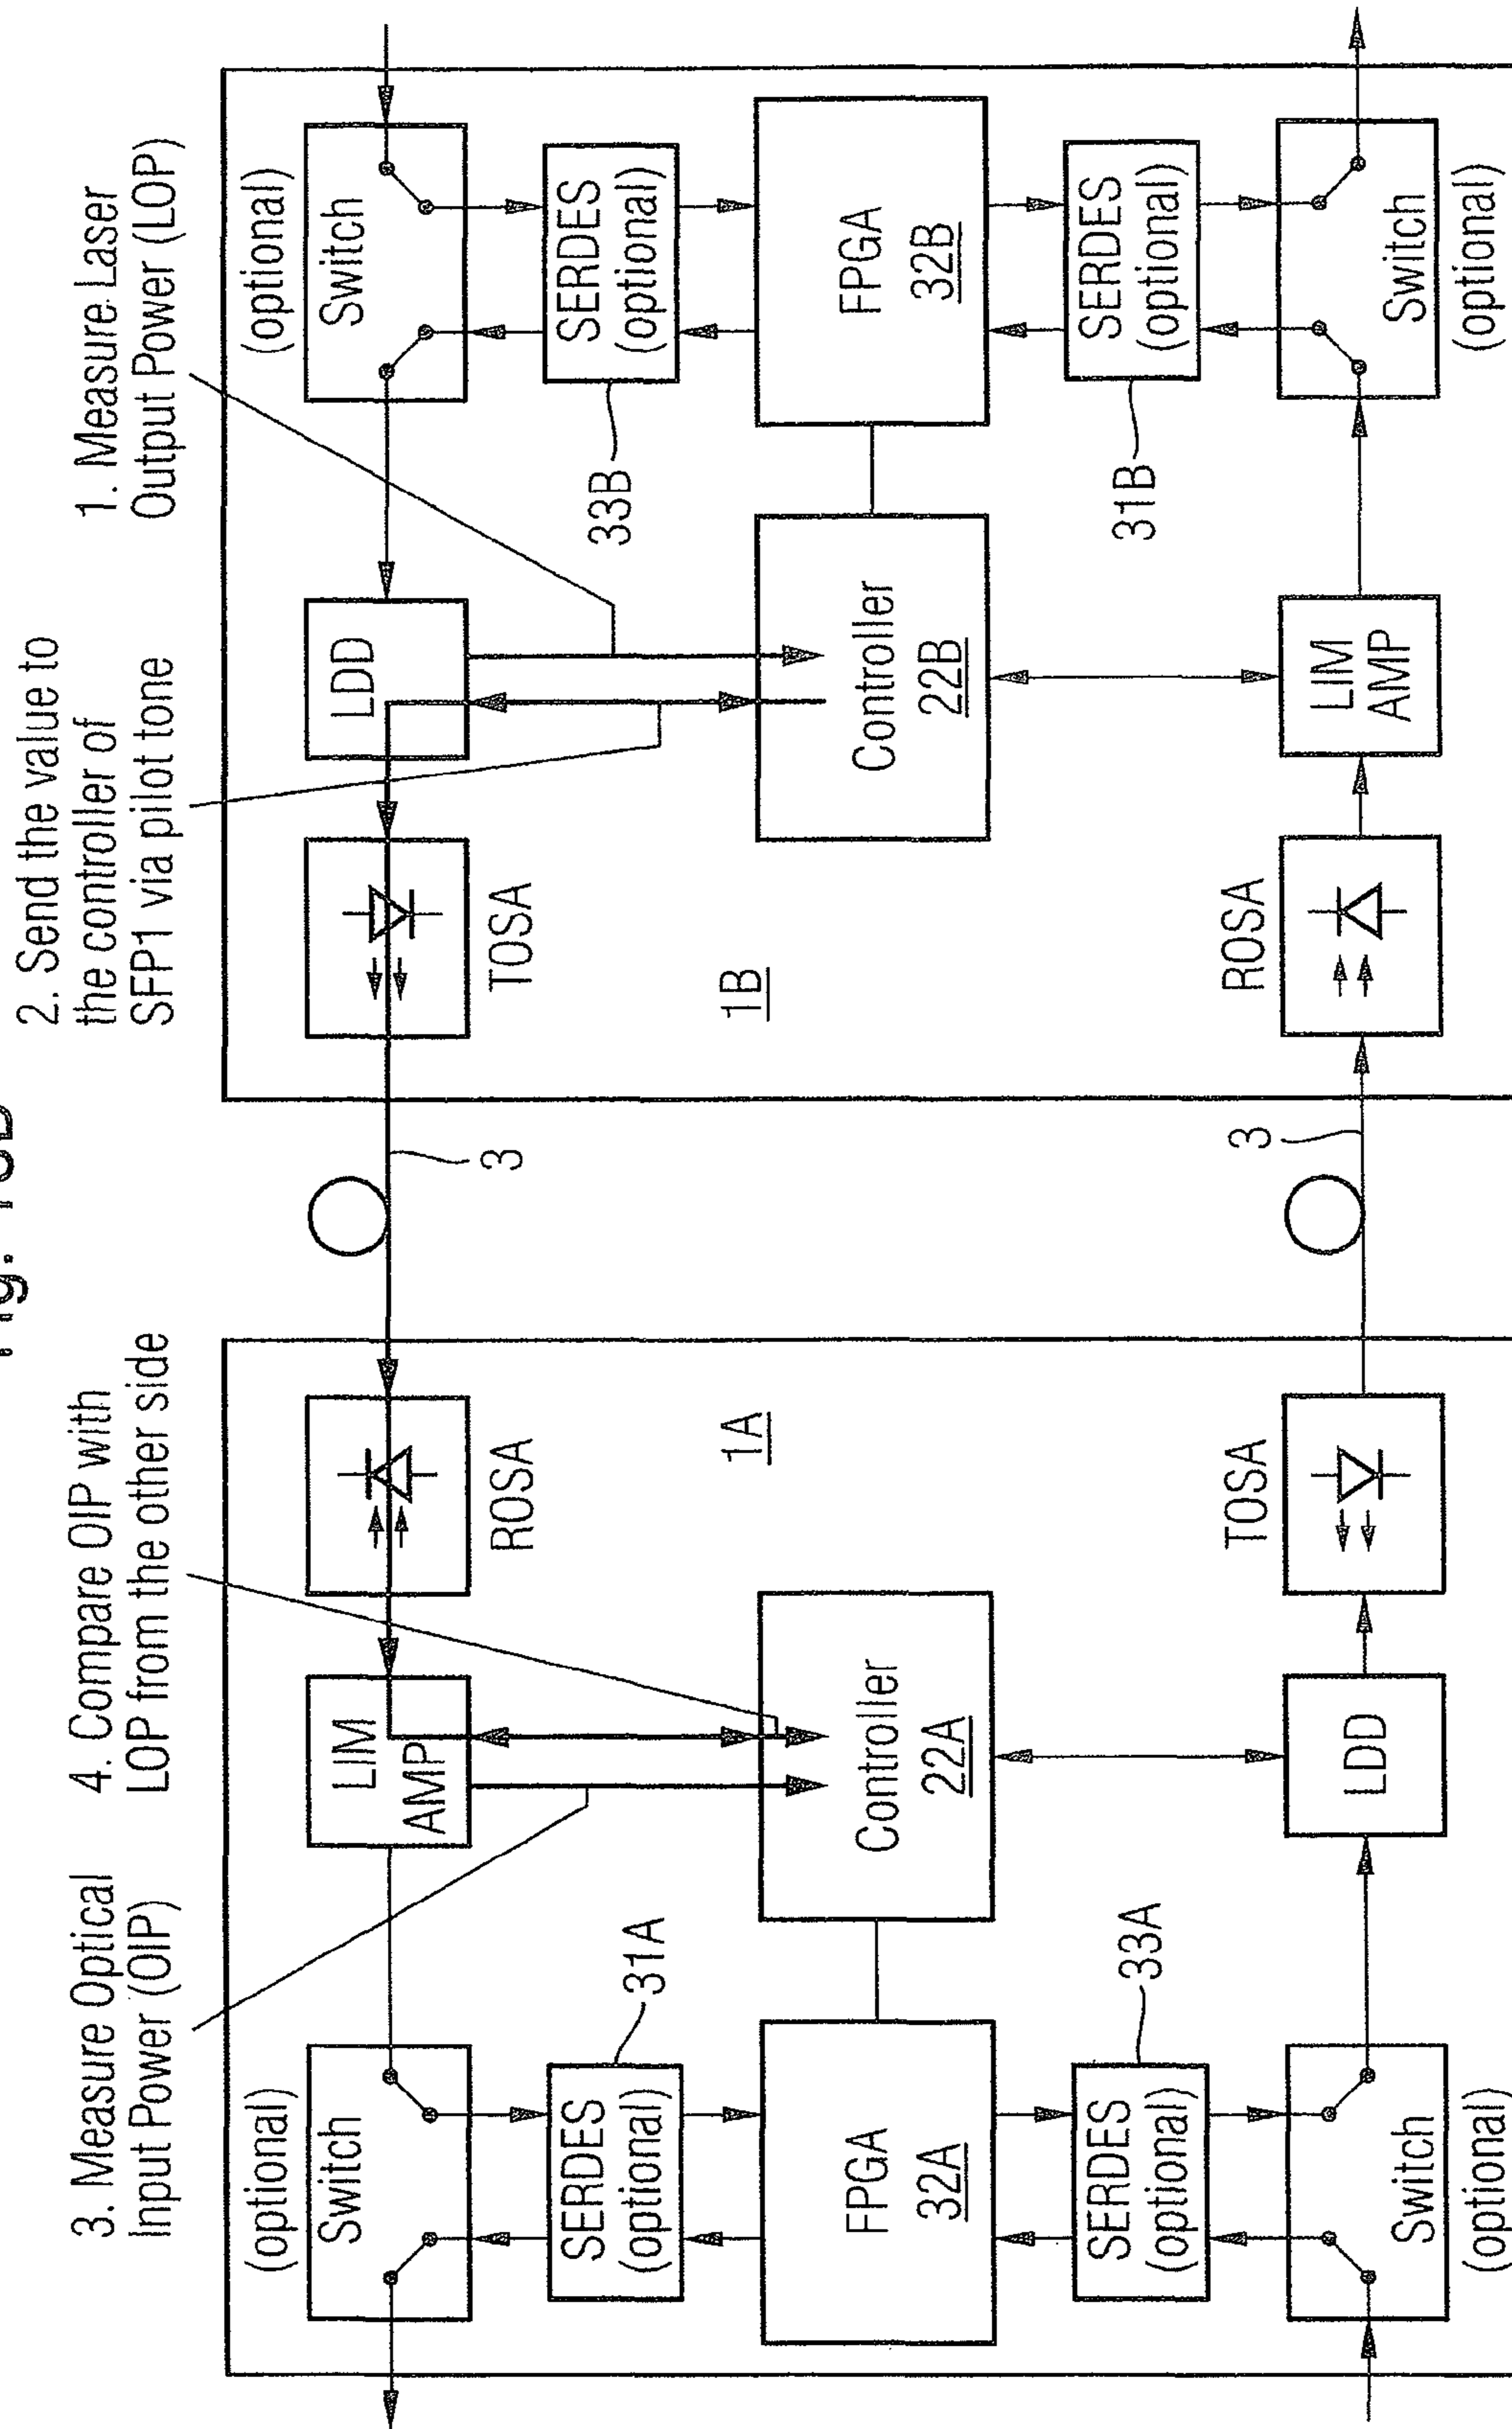 3. Measure Optical
Input Power (OIP)
4. Compare OIP with
LOP from the other side
2. Send the value to
the controller of
SFP1 via pilot tone
1. Measure Laser
Output Power (LOP)
(optional)
Switch
LIM
AMP
ROSA
3
TOSA
LDD
(optional)
Switch
SERDES
(optional)
31A
33B
SERDES
(optional)
FPGA
32A
Controller
22A
1A
1B
Controller
22B
FPGA
32B
SERDES
(optional)
33A
31B
SERDES
(optional)
Switch
(optional)
LDD
TOSA
3
ROSA
LIM
AMP
Switch
(optional)